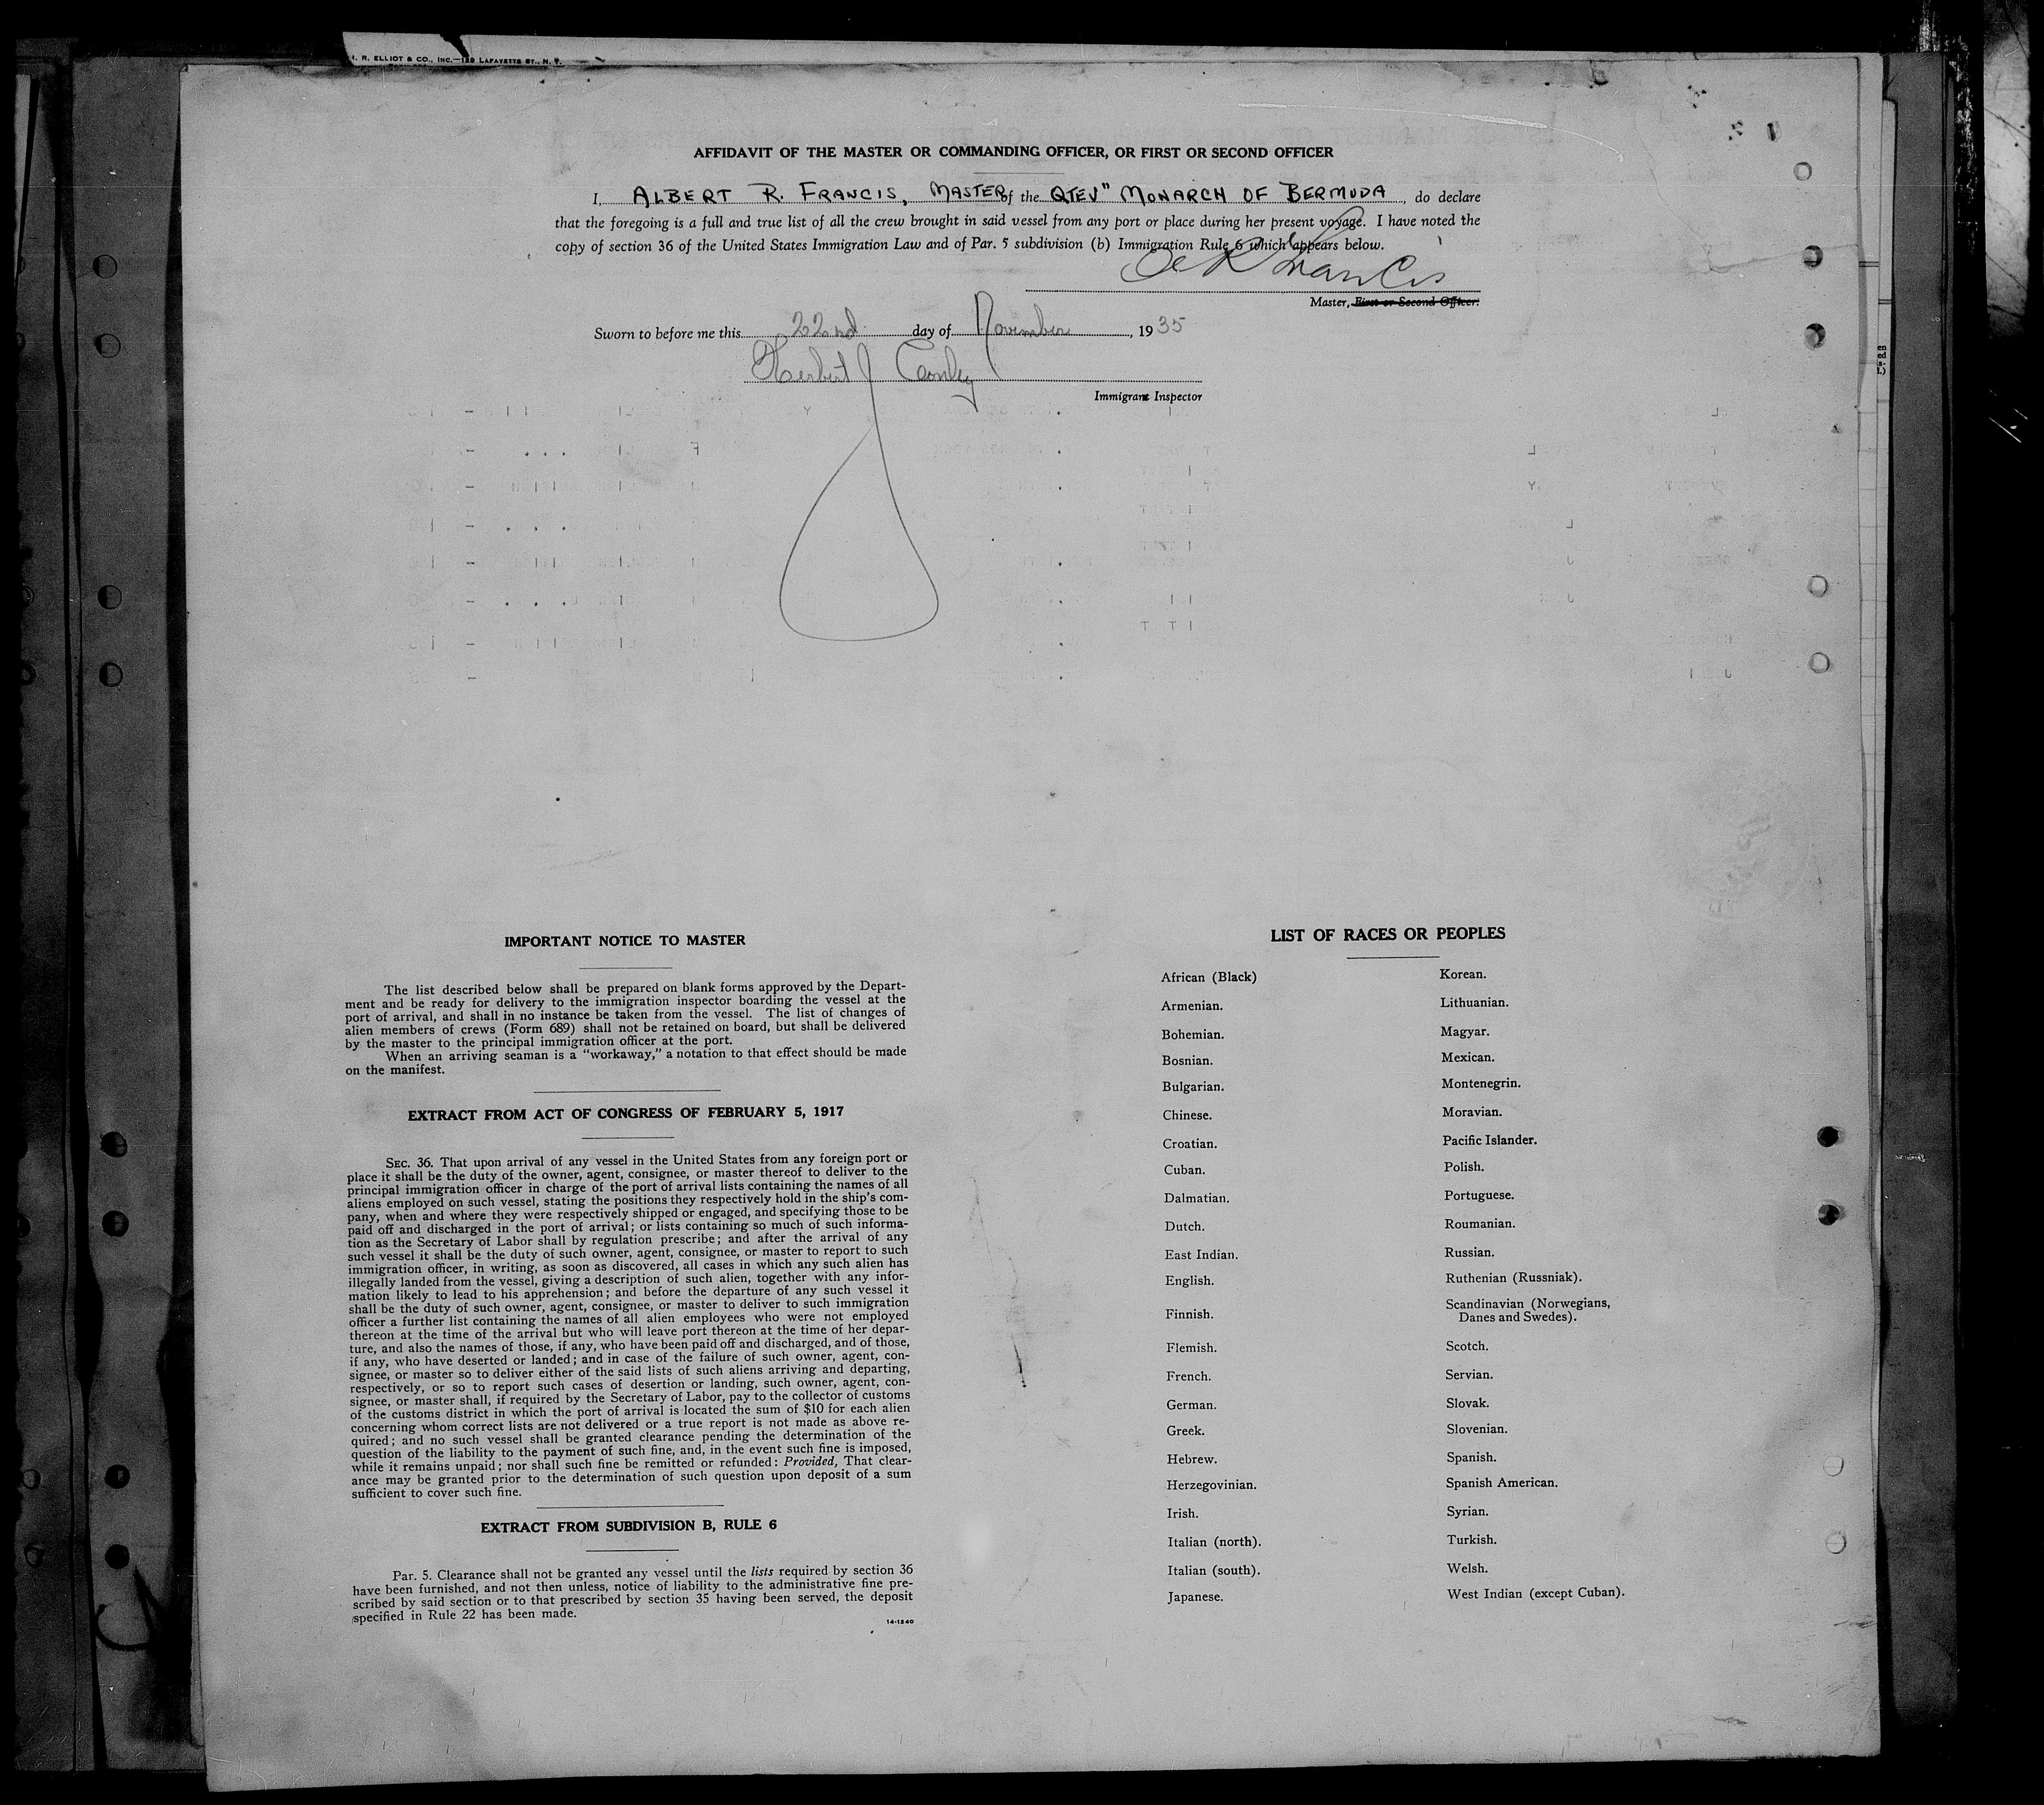 I. R. ELLIOT & CO., INC.—129 LAFAYETTE ST., N. Y.
AFFIDAVIT OF THE MASTER OR COMMANDING OFFICER, OR FIRST OR SECOND OFFICER
I, ALBERT R. FRANCIS, MASTER of the QTEV" MONARCH OF BERMUDA, do declare
that the foregoing is a full and true list of all the crew brought in said vessel from any port or place during her present voyage. I have noted the
copy of section 36 of the United States Immigration Law and of Par. 5 subdivision (b) Immigration Rule 6 which appears below.
A R Francis
Master, First or Second Officer.
Sworn to before me this 22nd day of November, 1935
Herbert J Conley
Immigrant Inspector
IMPORTANT NOTICE TO MASTER
The list described below shall be prepared on blank forms approved by the Depart-
ment and be ready for delivery to the immigration inspector boarding the vessel at the
port of arrival, and shall in no instance be taken from the vessel. The list of changes of
alien members of crews (Form 689) shall not be retained on board, but shall be delivered
by the master to the principal immigration officer at the port.
When an arriving seaman is a "workaway," a notation to that effect should be made
on the manifest.
EXTRACT FROM ACT OF CONGRESS OF FEBRUARY 5, 1917
SEC. 36. That upon arrival of any vessel in the United States from any foreign port or
place it shall be the duty of the owner, agent, consignee, or master thereof to deliver to the
principal immigration officer in charge of the port of arrival lists containing the names of all
aliens employed on such vessel, stating the positions they respectively hold in the ship's com-
pany, when and where they were respectively shipped or engaged, and specifying those to be
paid off and discharged in the port of arrival; or lists containing so much of such informa-
tion as the Secretary of Labor shall by regulation prescribe; and after the arrival of any
such vessel it shall be the duty of such owner, agent, consignee, or master to report to such
immigration officer, in writing, as soon as discovered, all cases in which any such alien has
illegally landed from the vessel, giving a description of such alien, together with any infor-
mation likely to lead to his apprehension; and before the departure of any such vessel it
shall be the duty of such owner, agent, consignee, or master to deliver to such immigration
officer a further list containing the names of all alien employees who were not employed
thereon at the time of the arrival but who will leave port thereon at the time of her depar-
ture, and also the names of those, if any, who have been paid off and discharged, and of those,
if any, who have deserted or landed; and in case of the failure of such owner, agent, con-
signee, or master so to deliver either of the said lists of such aliens arriving and departing,
respectively, or so to report such cases of desertion or landing, such owner, agent, con-
signee, or master shall, if required by the Secretary of Labor, pay to the collector of customs
of the customs district in which the port of arrival is located the sum of $10 for each alien
concerning whom correct lists are not delivered or a true report is not made as above re-
quired; and no such vessel shall be granted clearance pending the determination of the
question of the liability to the payment of such fine, and, in the event such fine is imposed,
while it remains unpaid; nor shall such fine be remitted or refunded: Provided, That clear-
ance may be granted prior to the determination of such question upon deposit of a sum
sufficient to cover such fine.
EXTRACT FROM SUBDIVISION B, RULE 6
Par. 5. Clearance shall not be granted any vessel until the lists required by section 36
have been furnished, and not then unless, notice of liability to the administrative fine pre-
scribed by said section or to that prescribed by section 35 having been served, the deposit
specified in Rule 22 has been made.
14-1240
LIST OF RACES OR PEOPLES
African (Black)
Armenian.
Bohemian.
Bosnian.
Bulgarian.
Chinese.
Croatian.
Cuban.
Dalmatian.
Dutch.
East Indian.
English.
Finnish.
Flemish.
French.
German.
Greek.
Hebrew.
Herzegovinian.
Irish.
Italian (north).
Italian (south).
Japanese.
Korean.
Lithuanian.
Magyar.
Mexican.
Montenegrin.
Moravian.
Pacific Islander.
Polish.
Portuguese.
Roumanian.
Russian.
Ruthenian (Russniak).
Scandinavian (Norwegians,
Danes and Swedes).
Scotch.
Servian.
Slovak.
Slovenian.
Spanish.
Spanish American.
Syrian.
Turkish.
Welsh.
West Indian (except Cuban).